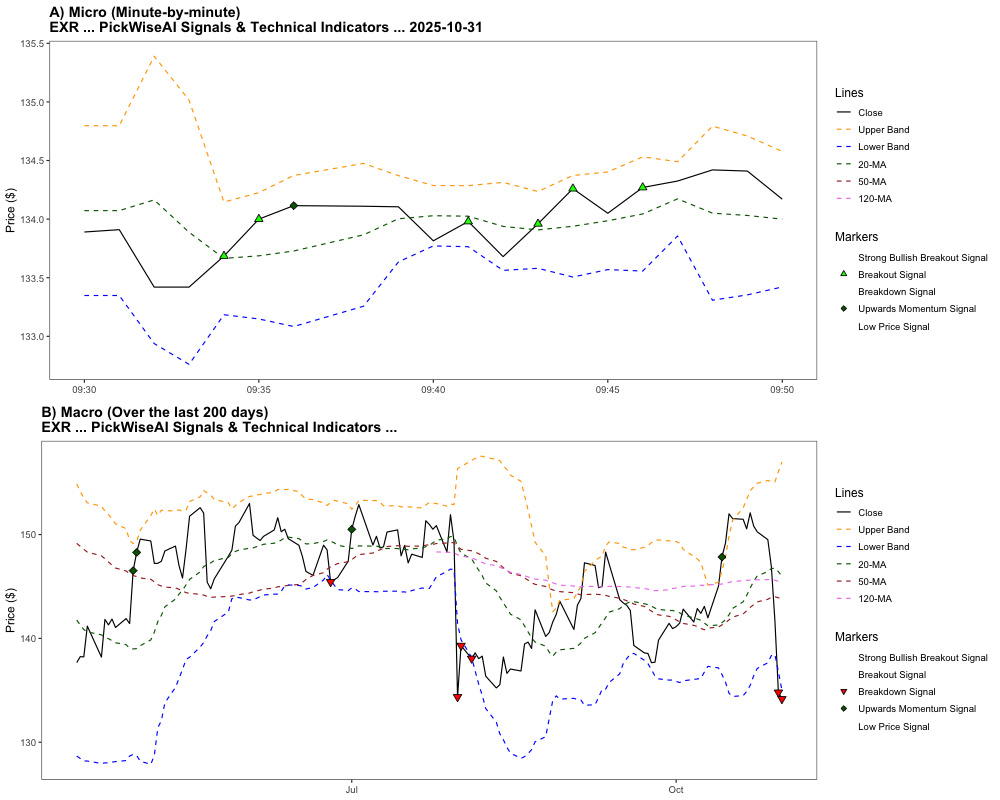 A) Micro (Minute-by-minute)
EXR ... PickWiseAI Signals & Technical Indicators ... 2025-10-31
135.5
135.0
134.5
134.0
133.5
133.0
Price ($)
09:30
09:35
09:40
09:45
09:50
Lines
Close
Upper Band
Lower Band
20-MA
50-MA
120-MA
Markers
Strong Bullish Breakout Signal
Breakout Signal
Breakdown Signal
Upwards Momentum Signal
Low Price Signal
B) Macro (Over the last 200 days)
EXR ... PickWiseAI Signals & Technical Indicators ...
150
140
130
Price ($)
Jul
Oct
Lines
Close
Upper Band
Lower Band
20-MA
50-MA
120-MA
Markers
Strong Bullish Breakout Signal
Breakout Signal
Breakdown Signal
Upwards Momentum Signal
Low Price Signal